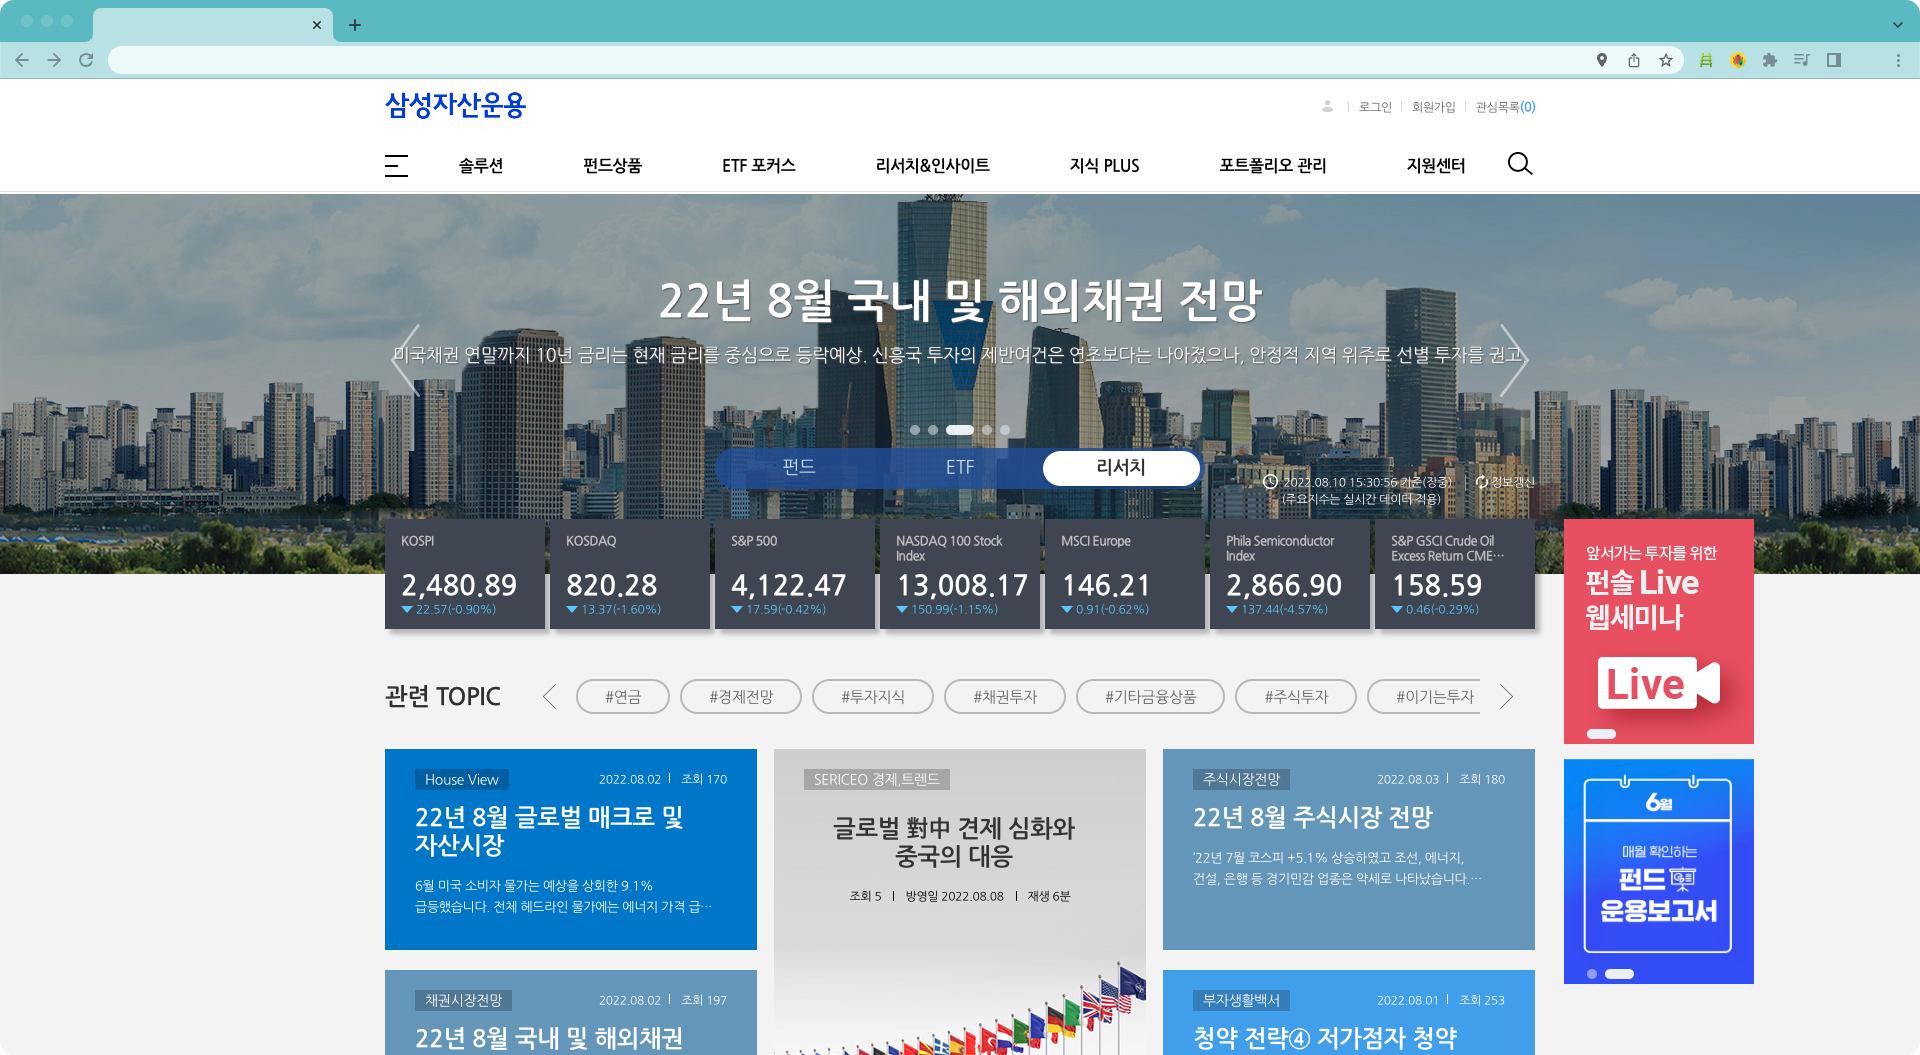 삼성자산운용
로그인
회원가입
관심목록(0)
솔루션
펀드상품
ETF 포커스
리서치&인사이트
지식 PLUS
포트폴리오 관리
지원센터
22년 8월 국내 및 해외채권 전망
미국채권 연말까지 10년 금리는 현재 금리를 중심으로 등락예상. 신흥국 투자의 제반여건은 연초보다는 나아졌으나, 안정적 지역 위주로 선별 투자를 권고
펀드
ETF
리서치
2022.08.10 15:30:56 기준(장중)
정보갱신
(주요지수는 실시간 데이터 적용)
KOSPI
2,480.89
22.57(-0.90%)
KOSDAQ
820.28
13.37(-1.60%)
S&P 500
4,122.47
17.59(-0.42%)
NASDAQ 100 Stock
Index
13,008.17
150.99(-1.15%)
MSCI Europe
146.21
0.91(-0.62%)
Phila Semiconductor
Index
2,866.90
137.44(-4.57%)
S&P GSCI Crude Oil
Excess Return CME…
158.59
0.46(-0.29%)
앞서가는 투자를 위한
펀솔 Live
웹세미나
Live
관련 TOPIC
#연금
#경제전망
#투자지식
#채권투자
#기타금융상품
#주식투자
#이기는투자
House View
2022.08.02 | 조회 170
22년 8월 글로벌 매크로 및
자산시장
6월 미국 소비자 물가는 예상을 상회한 9.1%
급등했습니다. 전체 헤드라인 물가에는 에너지 가격 급…
SERICEO 경제,트렌드
글로벌 對中 견제 심화와
중국의 대응
조회 5 | 방영일 2022.08.08 | 재생 6분
주식시장전망
2022.08.03 | 조회 180
22년 8월 주식시장 전망
'22년 7월 코스피 +5.1% 상승하였고 조선, 에너지,
건설, 은행 등 경기민감 업종은 약세로 나타났습니다.…
6월
매월 확인하는
펀드
운용보고서
채권시장전망
2022.08.02 | 조회 197
22년 8월 국내 및 해외채권
부자생활백서
2022.08.01 | 조회 253
청약 전략④ 저가점자 청약